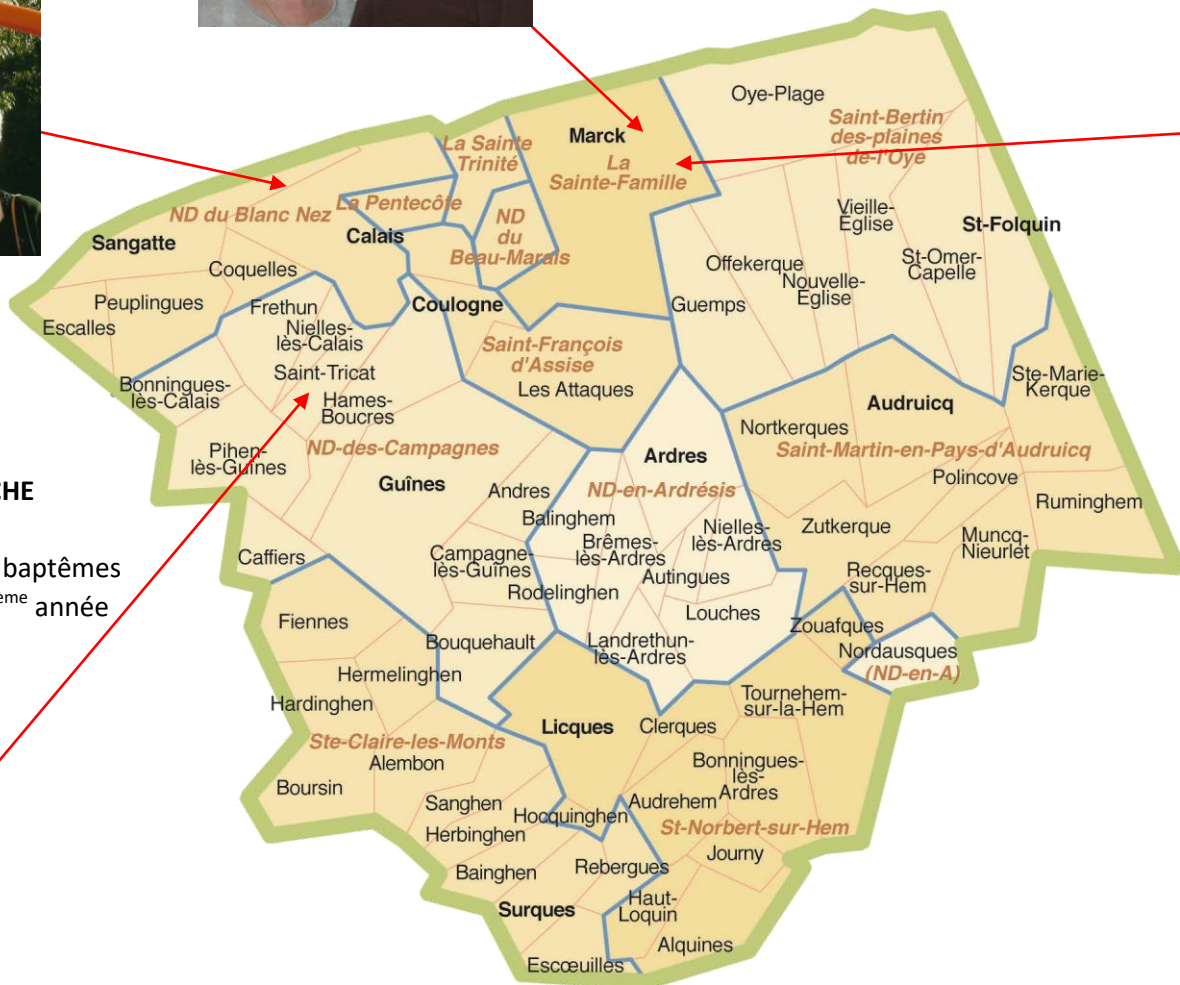 Oye-Plage
Saint-Bertin
des-plaines
de-l'Oye
Marck
La
Sainte-Famille
La Sainte
Trinité
ND du Blanc Nez
La Pentecôte
ND
du
Beau-Marais
Vieille-
Église
St-Folquin
Sangatte
Calais
Coquelles
Offekerque
Nouvelle-
Église
St-Omer-
Capelle
Peuplingues
Escalles
Frethun
Nielles-
lès-Calais
Coulogne
Guemps
Saint-François
d'Assise
Les Attaques
Saint-Tricat
Bonningues-
lès-Calais
Hames-
Boucres
Ste-Marie-
Kerque
Audruicq
Nortkerques
Saint-Martin-en-Pays-d'Audruicq
Pihen-
lès-Guînes
ND-des-Campagnes
Ardres
Polincove
Guînes
Andres
ND-en-Ardrésis
Ruminghem
CHE
Balinghem
Brêmes-
lès-Ardres
Nielles-
lès-Ardres
Zutkerque
Muncq-
Nieurlet
Caffiers
Campagne-
lès-Guînes
Autingues
Recques-
sur-Hem
baptêmes
eme année
Rodelinghen
Louches
Fiennes
Bouquehault
Landrethun-
lès-Ardres
Zouafques
Nordausques
(ND-en-A)
Hermelinghen
Hardinghen
Tournehem-
sur-la-Hem
Licques
Clerques
Ste-Claire-les-Monts
Alembon
Boursin
Bonningues-
lès-
Ardres
Sanghen
Hocquinghen
Audrehem
Herbinghen
St-Norbert-sur-Hem
Bainghen
Rebergues
Journy
Surques
Haut-
Loquin
Alquines
Escœuilles